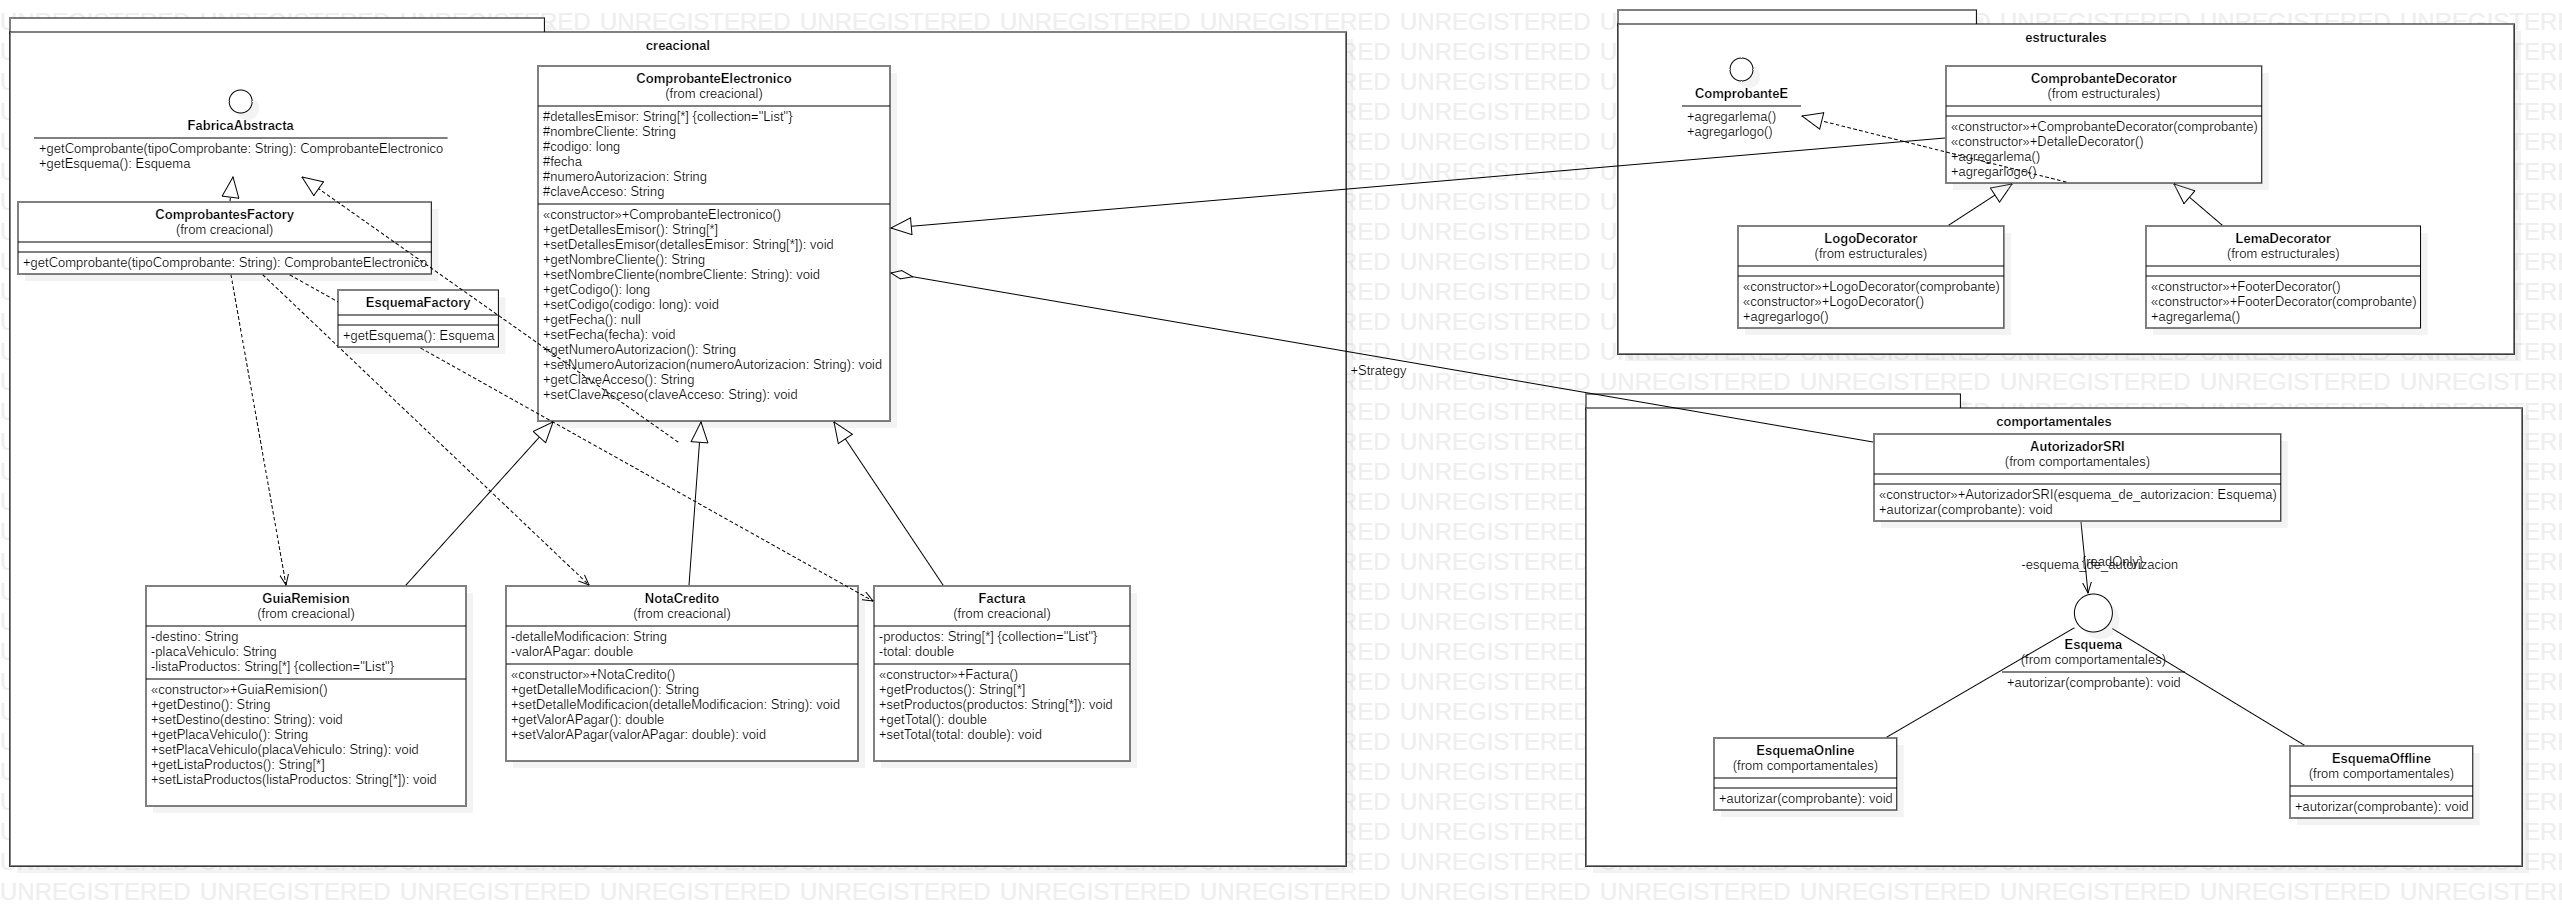 creacional
FabricaAbstracta
+getComprobante(tipoComprobante: String): ComprobanteElectronico
+getEsquema(): Esquema
ComprobantesFactory
(from creacional)
+getComprobante(tipoComprobante: String): ComprobanteElectronico
EsquemaFactory
+getEsquema(): Esquema
ComprobanteElectronico
(from creacional)
#detallesEmisor: String[*] {collection="List"}
#nombreCliente: String
#codigo: long
#fecha
#numeroAutorizacion: String
#claveAcceso: String
«constructor»+ComprobanteElectronico()
+getDetallesEmisor(): String[*]
+setDetallesEmisor(detallesEmisor: String[*]): void
+getNombreCliente(): String
+setNombreCliente(nombreCliente: String): void
+getCodigo(): long
+setCodigo(codigo: long): void
+getFecha(): null
+setFecha(fecha): void
+getNumeroAutorizacion(): String
+setNumeroAutorizacion(numeroAutorizacion: String): void
+getClaveAcceso(): String
+setClaveAcceso(claveAcceso: String): void
GuiaRemision
(from creacional)
-destino: String
-placaVehiculo: String
-listaProductos: String[*] {collection="List"}
«constructor»+GuiaRemision()
+getDestino(): String
+setDestino(destino: String): void
+getPlacaVehiculo(): String
+setPlacaVehiculo(placaVehiculo: String): void
+getListaProductos(): String[*]
+setListaProductos(listaProductos: String[*]): void
NotaCredito
(from creacional)
-detalleModificacion: String
-valorAPagar: double
«constructor»+NotaCredito()
+getDetalleModificacion(): String
+setDetalleModificacion(detalleModificacion: String): void
+getValorAPagar(): double
+setValorAPagar(valorAPagar: double): void
Factura
(from creacional)
-productos: String[*] {collection="List"}
-total: double
«constructor»+Factura()
+getProductos(): String[*]
+setProductos(productos: String[*]): void
+getTotal(): double
+setTotal(total: double): void
+Strategy
estructurales
ComprobanteE
+agregarlema()
+agregarlogo()
ComprobanteDecorator
(from estructurales)
«constructor»+ComprobanteDecorator(comprobante)
«constructor»+DetalleDecorator()
+agregarlema()
+agregarlogo()
LogoDecorator
(from estructurales)
«constructor»+LogoDecorator(comprobante)
«constructor»+LogoDecorator()
+agregarlogo()
LemaDecorator
(from estructurales)
«constructor»+FooterDecorator()
«constructor»+FooterDecorator(comprobante)
+agregarlema()
comportamentales
AutorizadorSRI
(from comportamentales)
«constructor»+AutorizadorSRI(esquema_de_autorizacion: Esquema)
+autorizar(comprobante): void
{readOnly}
-esquema_de_autorizacion
Esquema
(from comportamentales)
+autorizar(comprobante): void
EsquemaOnline
(from comportamentales)
+autorizar(comprobante): void
EsquemaOffline
(from comportamentales)
+autorizar(comprobante): void